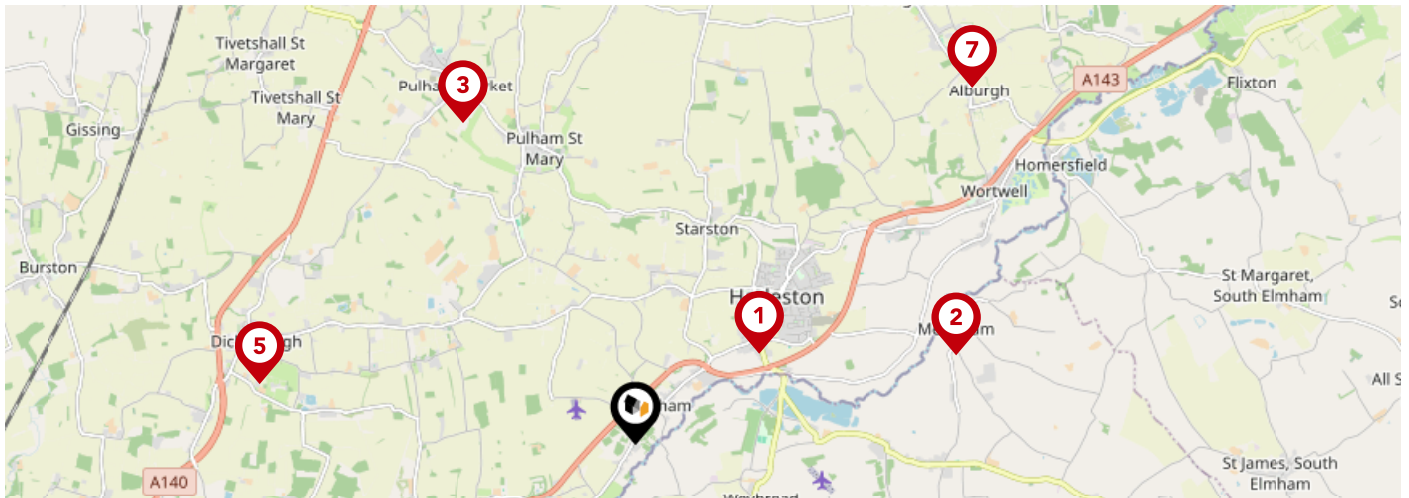 Tivetshall St
Margaret
7
A143
3
Alburgh
Flixton
Tivetshall St
Mary
Gissing
Pulham St
Mary
Homersfield
Wortwell
Starston
Burston
St Margaret,
South Elmham
1
2
5
All S
ham
St James, South
Elmham
A140